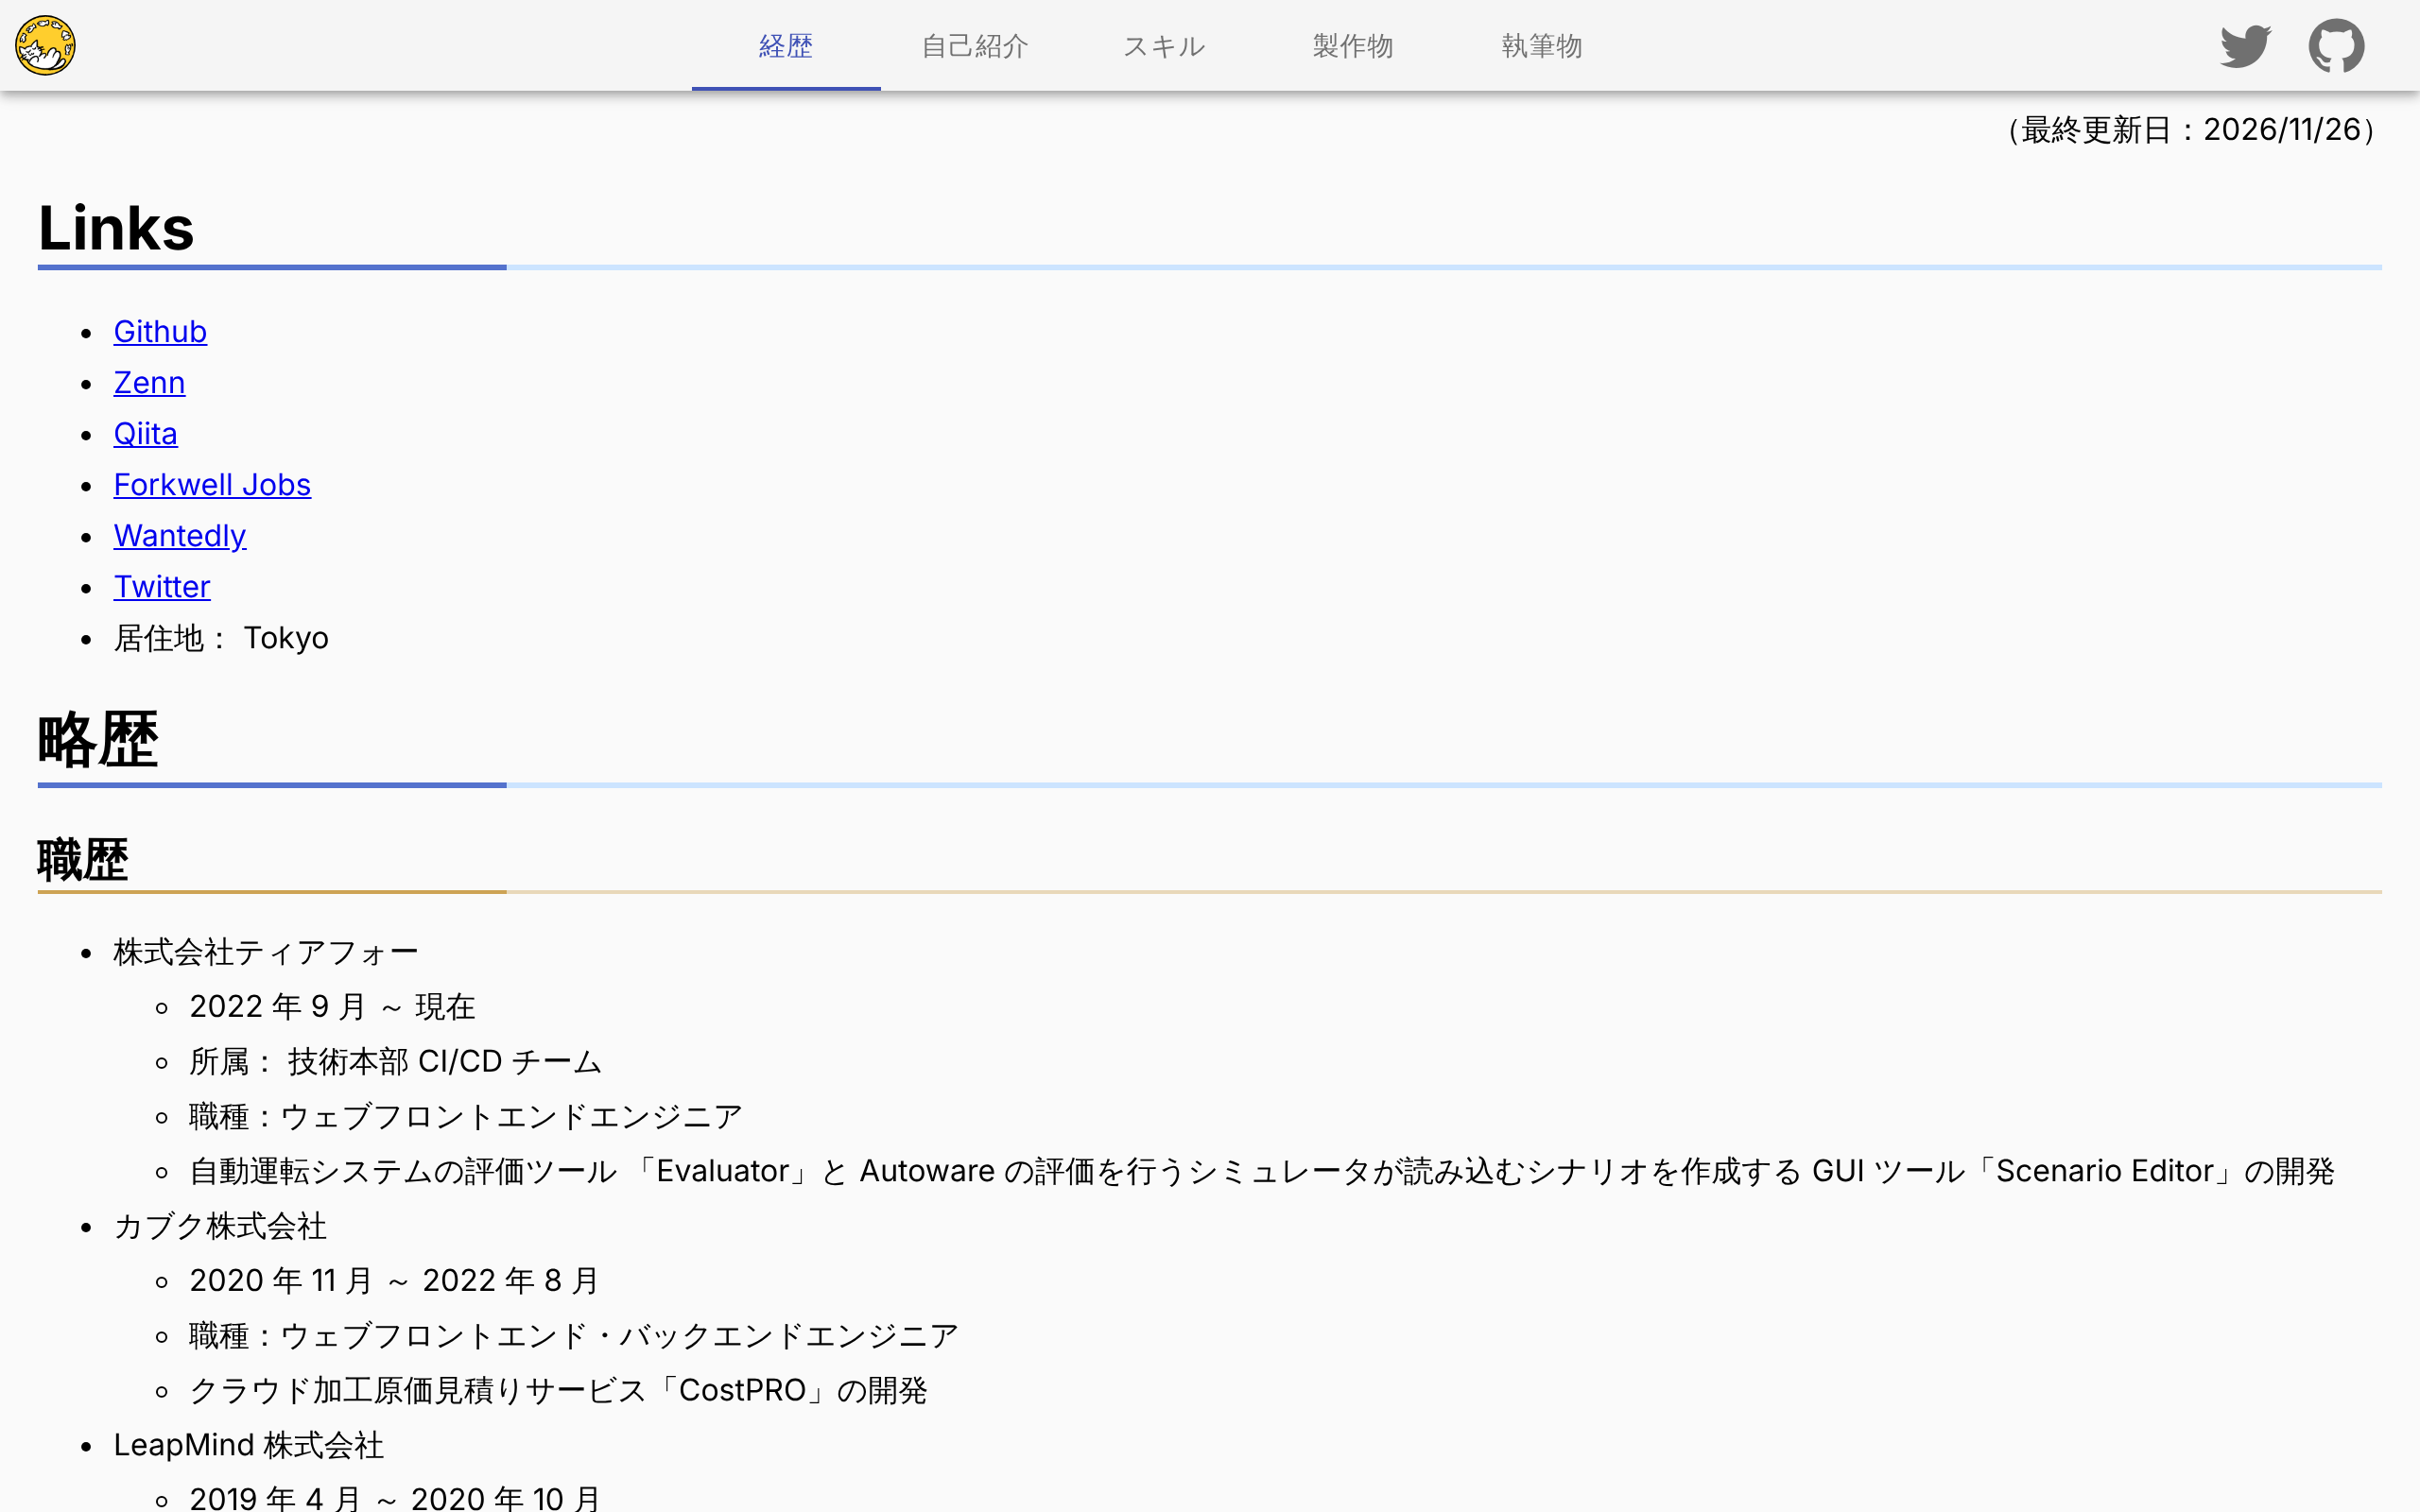 経歴
自己紹介
スキル
製作物
執筆物
（最終更新日：2026/11/26）
Links
Github
Zenn
Qiita
Forkwell Jobs
Wantedly
Twitter
居住地： Tokyo
略歴
職歴
株式会社ティアフォー
2022 年 9 月 ～ 現在
所属： 技術本部 CI/CD チーム
職種：ウェブフロントエンドエンジニア
自動運転システムの評価ツール 「Evaluator」と Autoware の評価を行うシミュレータが読み込むシナリオを作成する GUI ツール「Scenario Editor」の開発
カブク株式会社
2020 年 11 月 ～ 2022 年 8 月
職種：ウェブフロントエンド・バックエンドエンジニア
クラウド加工原価見積りサービス「CostPRO」の開発
LeapMind 株式会社
2019 年 4 月 ～ 2020 年 10 月